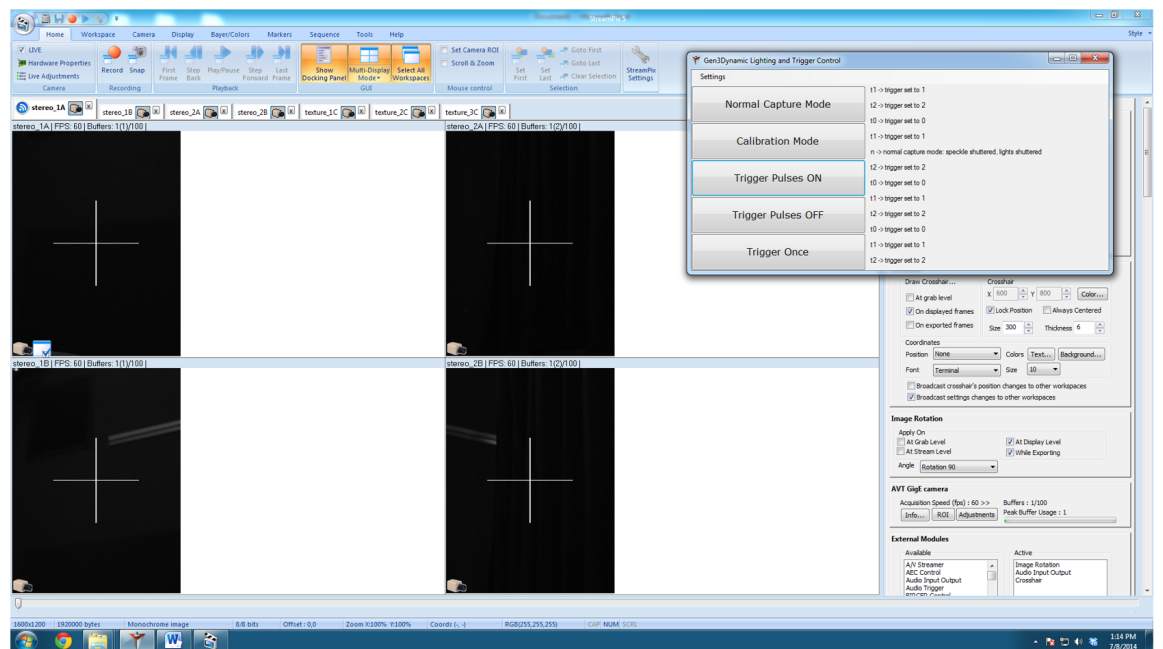 StreamPix 5
Home Workspace Camera Display Bayer/Colors Markers Sequence Tools Help
Style
LIVE
Hardware Properties
Live Adjustments
Camera
Record Snap
Recording
First Frame Step Back Play/Pause Step Forward Last Frame
Playback
Show Docking Panel Multi-Display Mode Select All Workspaces
GUI
Set Camera ROI
Scroll & Zoom
Mouse control
Set First Set Last
Goto First
Goto Last
Clear Selection
Selection
StreamPix Settings
stereo_1A stereo_1B stereo_2A stereo_2B texture_1C texture_2C texture_3C
stereo_1A | FPS: 60 | Buffers: 1(1)/100 |
stereo_2A | FPS: 60 | Buffers: 1(2)/100 |
stereo_1B | FPS: 60 | Buffers: 1(1)/100 |
stereo_2B | FPS: 60 | Buffers: 1(2)/100 |
Gen3Dynamic Lighting and Trigger Control
Settings
Normal Capture Mode
Calibration Mode
Trigger Pulses ON
Trigger Pulses OFF
Trigger Once
t1 -> trigger set to 1
t2 -> trigger set to 2
t0 -> trigger set to 0
t1 -> trigger set to 1
n -> normal capture mode: speckle shuttered, lights shuttered
t2 -> trigger set to 2
t0 -> trigger set to 0
t1 -> trigger set to 1
t2 -> trigger set to 2
t0 -> trigger set to 0
t1 -> trigger set to 1
t2 -> trigger set to 2
Draw Crosshair...
At grab level
On displayed frames
On exported frames
Crosshair
X 600 Y 800 Color...
Lock Position Always Centered
Size 300 Thickness 6
Coordinates
Position None Colors Text... Background...
Font Terminal Size 10
Broadcast crosshair's position changes to other workspaces
Broadcast settings changes to other workspaces
Image Rotation
Apply On
At Grab Level At Display Level
At Stream Level While Exporting
Angle Rotation 90
AVT GigE camera
Acquisition Speed (fps) : 60 >> Buffers : 1/100
Info... ROI Adjustments Peak Buffer Usage : 1
External Modules
Available
A/V Streamer
AEC Control
Audio Input Output
Audio Trigger
Active
Image Rotation
Audio Input Output
Crosshair
1600x1200 1920000 bytes Monochrome image 8/8 bits Offset : 0,0 Zoom X:100% Y:100% Coords (-, -) RGB(255,255,255) CAP NUM SCRL
1:14 PM
7/8/2014